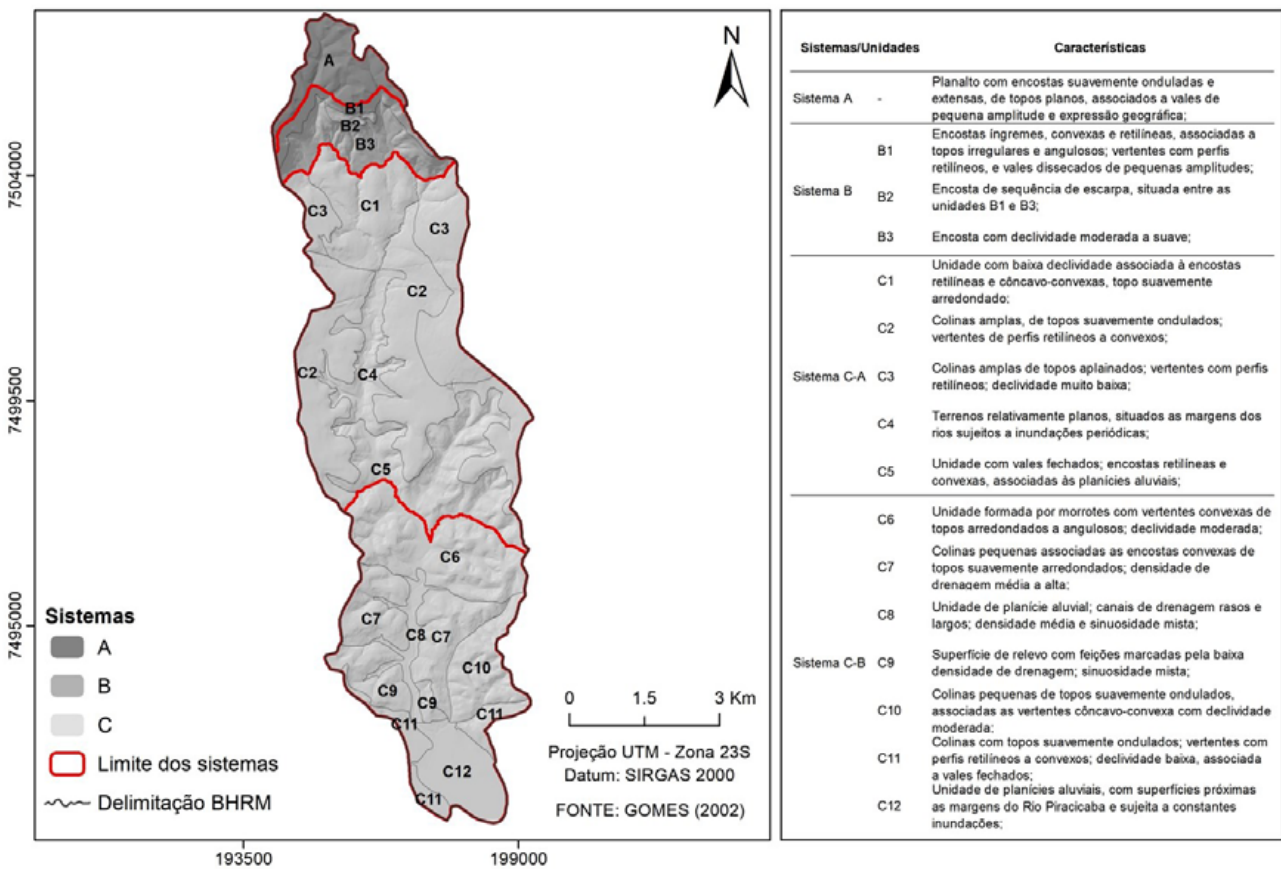 N
A
B1
B2
B3
C3
C1
C3
C2
C2
C4
C5
C6
C7
C8
C7
C10
C9
C9
C11
C11
C12
C11
7504000
7499500
7495000
193500
199000
Sistemas
A
B
C
Limite dos sistemas
Delimitação BHRM
0 1.5 3 Km
Projeção UTM - Zona 23S
Datum: SIRGAS 2000
FONTE: GOMES (2002)
Sistemas/Unidades Características
Sistema A - Planalto com encostas suavemente onduladas e
extensas, de topos planos, associados a vales de
pequena amplitude e expressão geográfica;
Sistema B
B1 Encostas íngremes, convexas e retilíneas, associadas a
topos irregulares e angulosos; vertentes com perfis
retilíneos, e vales dissecados de pequenas amplitudes;
B2 Encosta de sequência de escarpa, situada entre as
unidades B1 e B3;
B3 Encosta com declividade moderada a suave;
Sistema C-A
C1 Unidade com baixa declividade associada à encostas
retilíneas e côncavo-convexas, topo suavemente
arredondado;
C2 Colinas amplas, de topos suavemente ondulados;
vertentes de perfis retilíneos a convexos;
C3 Colinas amplas de topos aplainados; vertentes com perfis
retilíneos; declividade muito baixa;
C4 Terrenos relativamente planos, situados as margens dos
rios sujeitos a inundações periódicas;
C5 Unidade com vales fechados; encostas retilíneas e
convexas, associadas às planícies aluviais;
Sistema C-B
C6 Unidade formada por morrotes com vertentes convexas de
topos arredondados a angulosos; declividade moderada;
C7 Colinas pequenas associadas as encostas convexas de
topos suavemente arredondados; densidade de
drenagem média a alta;
C8 Unidade de planície aluvial; canais de drenagem rasos e
largos; densidade média e sinuosidade mista;
C9 Superfície de relevo com feições marcadas pela baixa
densidade de drenagem; sinuosidade mista;
C10 Colinas pequenas de topos suavemente ondulados,
associadas as vertentes côncavo-convexa com declividade
moderada;
C11 Colinas com topos suavemente ondulados; vertentes com
perfis retilíneos a convexos; declividade baixa, associada
a vales fechados;
C12 Unidade de planícies aluviais, com superfícies próximas
as margens do Rio Piracicaba e sujeita a constantes
inundações;